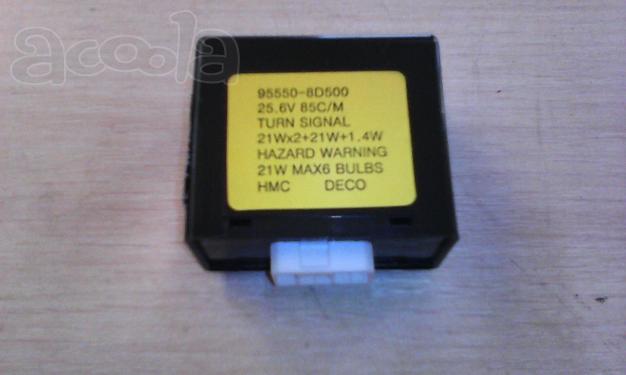 acoola
95550-8D500
25.6V 85C/M
TURN SIGNAL
21Wx2+21W+1.4W
HAZARD WARNING
21W MAX6 BULBS
HMC DECO